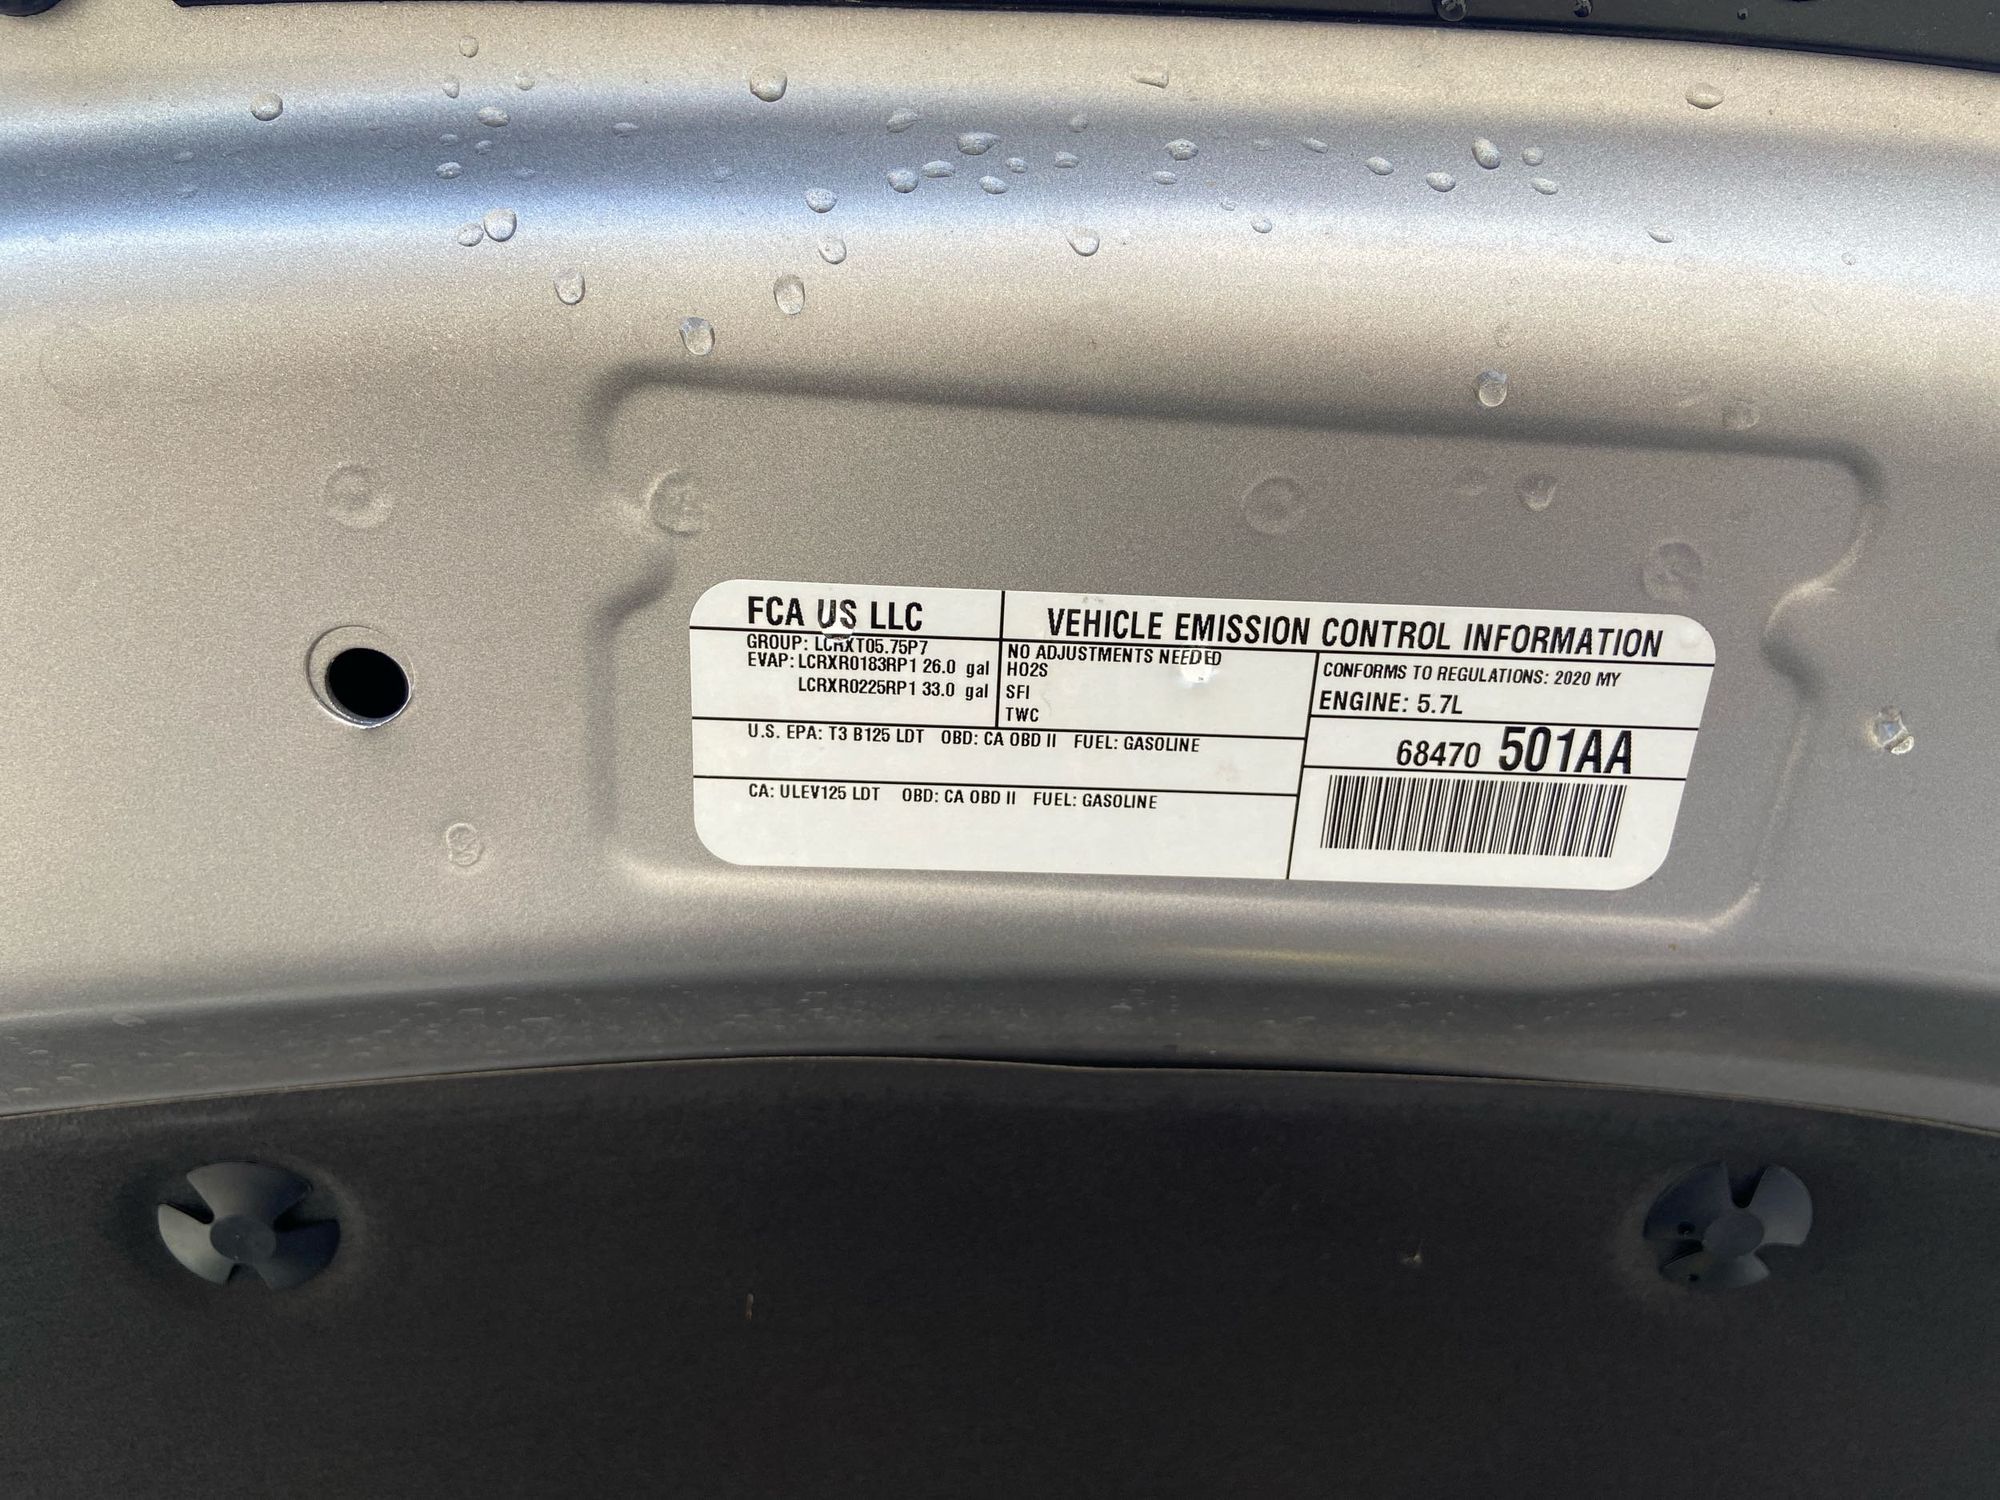 FCA US LLC
VEHICLE EMISSION CONTROL INFORMATION
GROUP: LCRXT05.75P7
EVAP: LCRXR0183RP1 26.0 gal
LCRXR0225RP1 33.0 gal
NO ADJUSTMENTS NEEDED
HO2S
SFI
TWC
CONFORMS TO REGULATIONS: 2020 MY
ENGINE: 5.7L
U.S. EPA: T3 B125 LDT OBD: CA OBD II FUEL: GASOLINE
68470 501AA
CA: ULEV125 LDT OBD: CA OBD II FUEL: GASOLINE